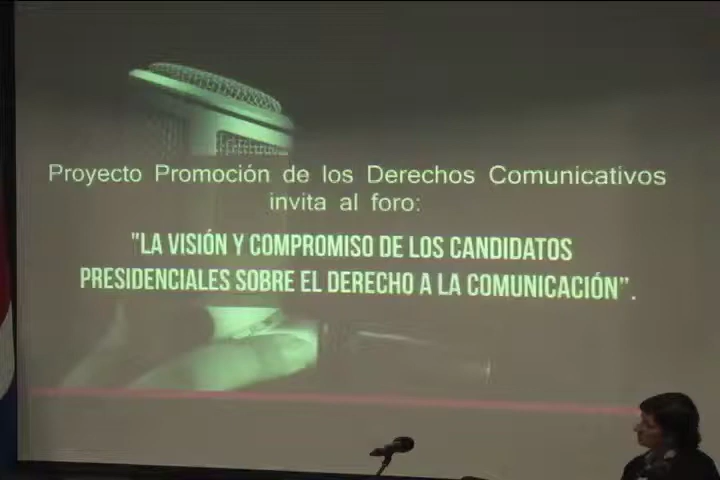 Proyecto Promoción de los Derechos Comunicativos
invita al foro:
"LA VISIÓN Y COMPROMISO DE LOS CANDIDATOS
PRESIDENCIALES SOBRE EL DERECHO A LA COMUNICACIÓN”.